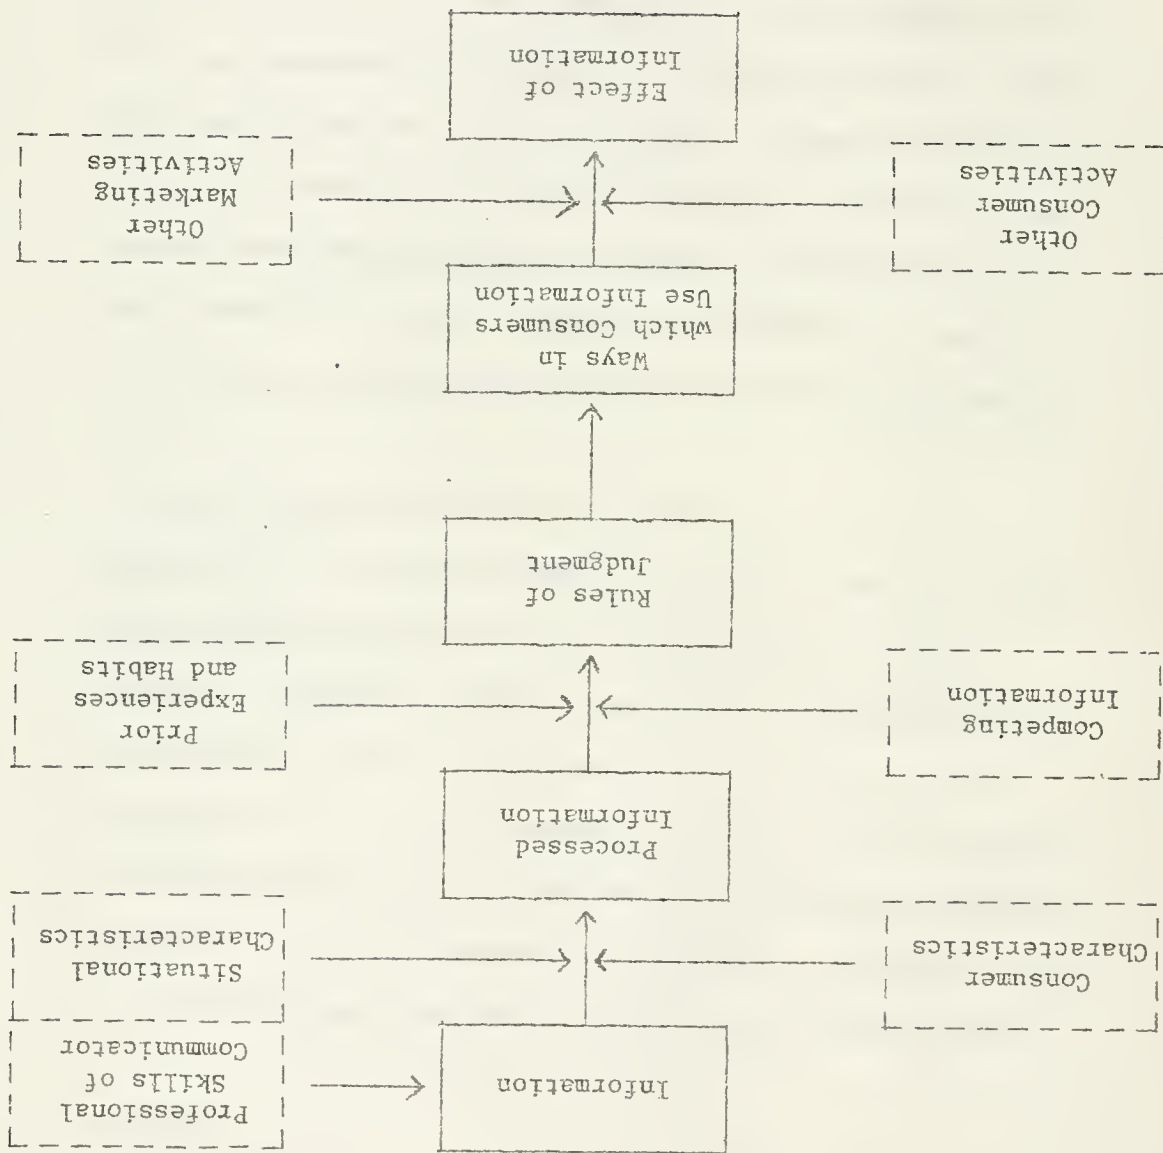 Information
Professional
Skills of
Communicator
Consumer
Characteristics
Situational
Characteristics
Processed
Information
Competing
Information
Prior
Experiences
and Habits
Rules of
Judgment
Ways in
which Consumers
Use Information
Other
Consumer
Activities
Other
Marketing
Activities
Effect of
Information